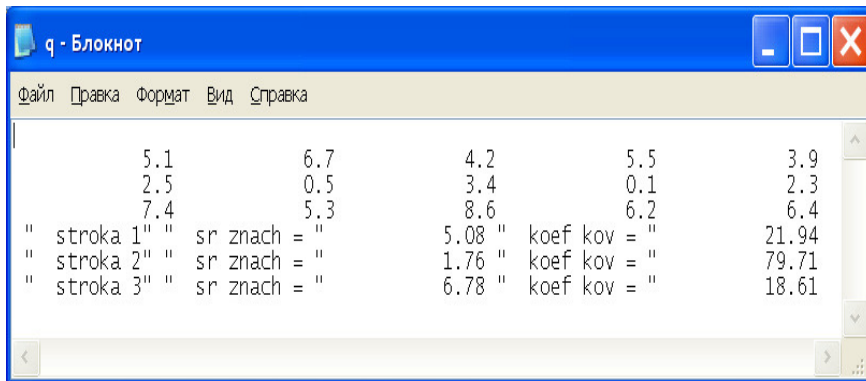 q - Блокнот
Файл Правка Формат Вид Справка
5.1 6.7 4.2 5.5 3.9
2.5 0.5 3.4 0.1 2.3
7.4 5.3 8.6 6.2 6.4
" stroka 1" " sr znach = " 5.08 " koef kov = " 21.94
" stroka 2" " sr znach = " 1.76 " koef kov = " 79.71
" stroka 3" " sr znach = " 6.78 " koef kov = " 18.61